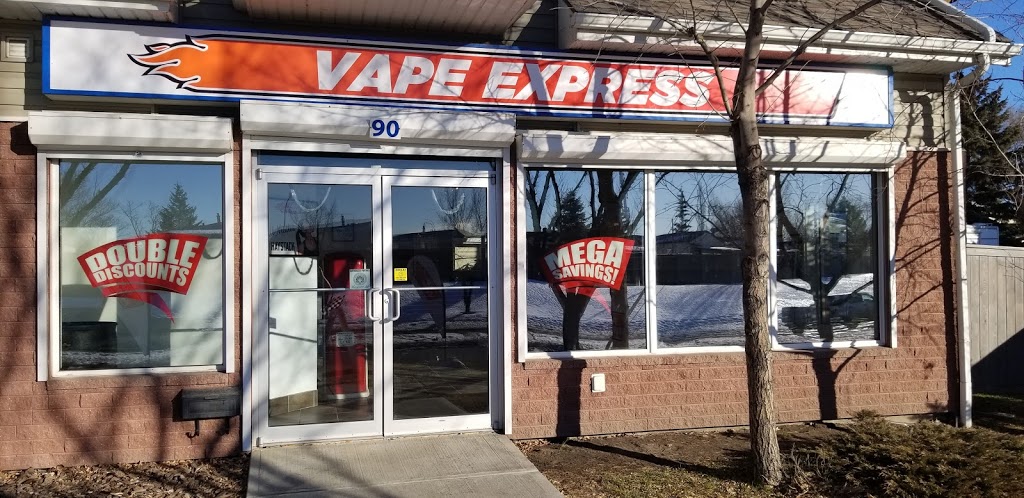 VAPE EXPRESS
90
DOUBLE
DISCOUNTS
MEGA
SAVINGS!